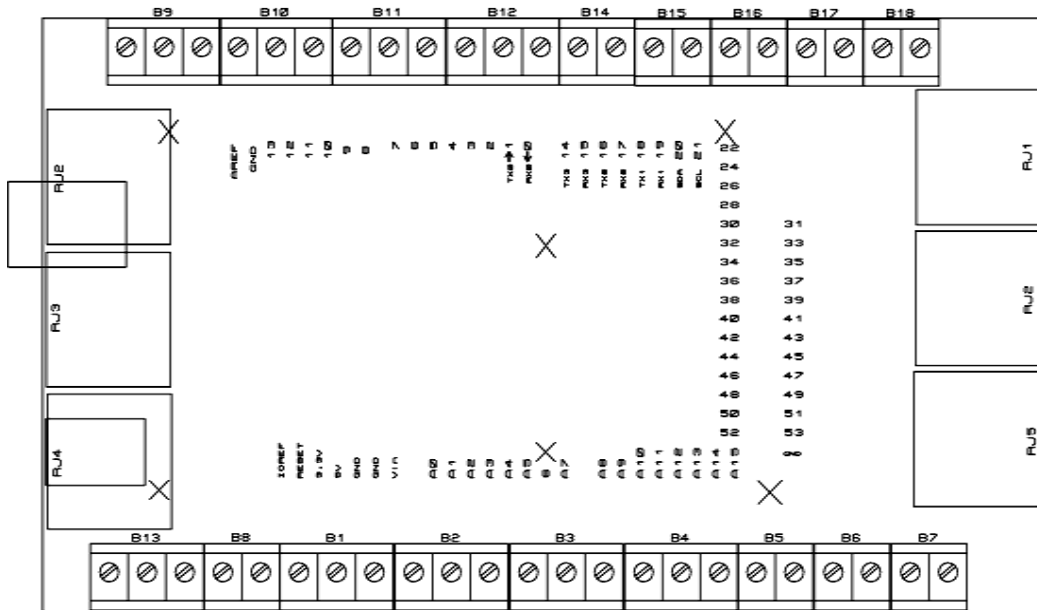 B9 B10 B11 B12 B14 B15 B16 B17 B18
RJ2
RJ3
RJ4
AREF
GND
13
12
11
10
9
8
7
6
5
4
3
2
TX0→1
RX0←0
TX3 14
RX3 15
TX2 16
RX2 17
TX1 18
RX1 19
SDA 20
SCL 21
22
24
26
28
30 31
32 33
34 35
36 37
38 39
40 41
42 43
44 45
46 47
48 49
50 51
52 53
IOREF
RESET
3.3V
5V
GND
GND
Vin
A0
A1
A2
A3
A4
A5
A7
A8
A9
A10
A11
A12
A13
A14
A15
RJ1
RJ2
RJ5
B13 B8 B1 B2 B3 B4 B5 B6 B7